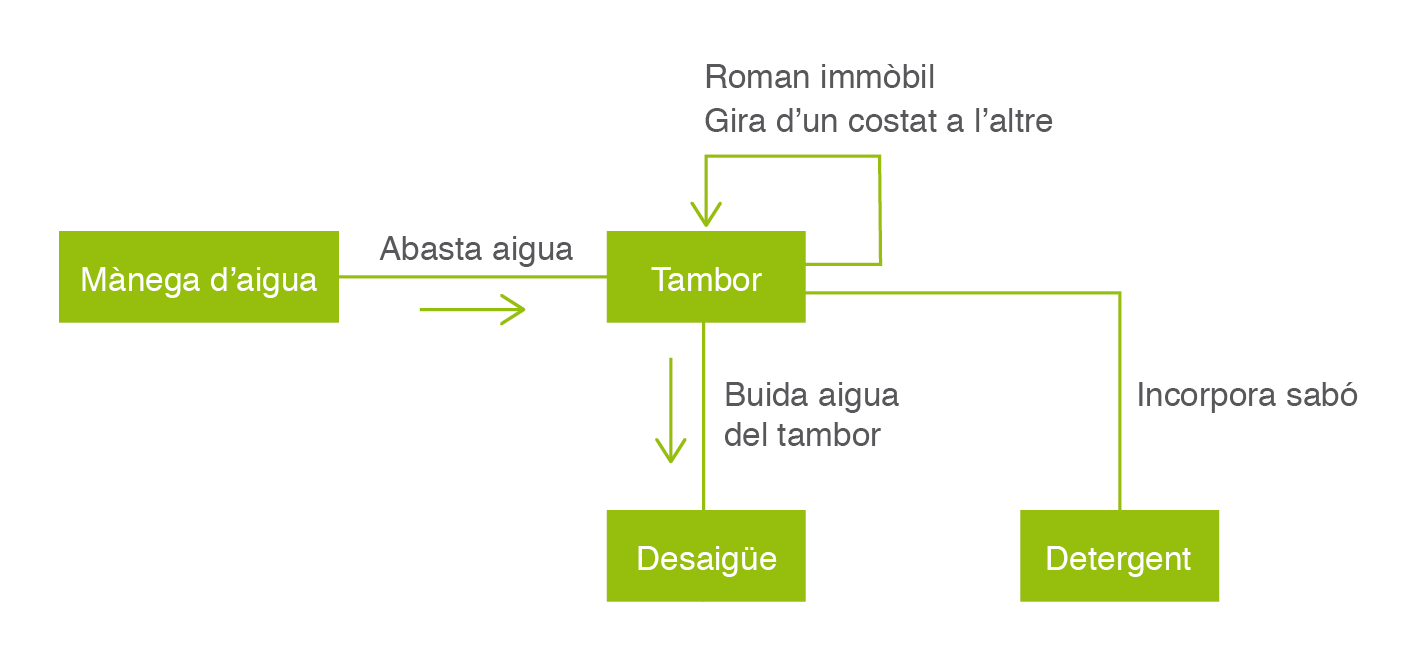 Roman immòbil
Gira d’un costat a l’altre
Mànega d’aigua
Abasta aigua
Tambor
Buida aigua
del tambor
Incorpora sabó
Desaigüe
Detergent